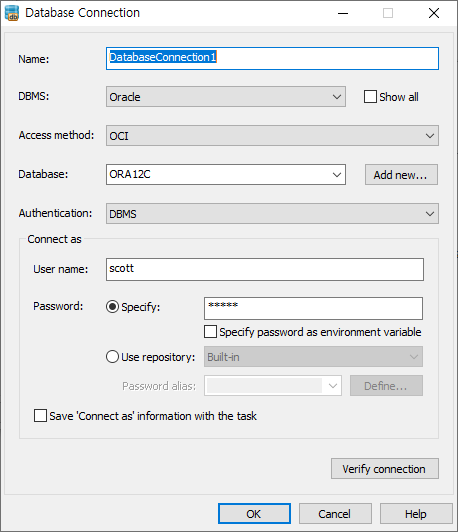 Database Connection
Name: DatabaseConnection1
DBMS: Oracle Show all
Access method: OCI
Database: ORA12C Add new...
Authentication: DBMS
Connect as
User name: scott
Password: Specify: *****
Specify password as environment variable
Use repository: Built-in
Password alias: Define...
Save 'Connect as' information with the task
Verify connection
OK Cancel Help